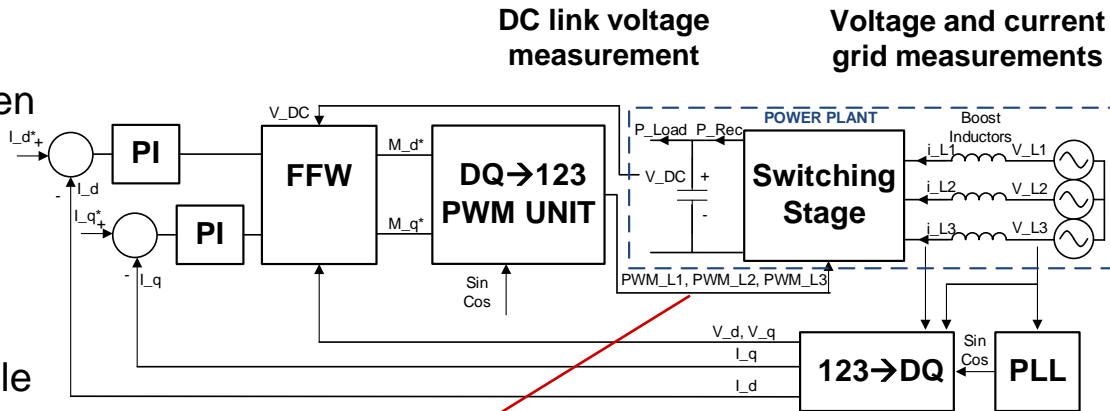 DC link voltage
measurement
Voltage and current
grid measurements
en
I_d*
+
-
I_d
PI
I_q*
+
-
I_q
PI
V_DC
FFW
M_d*
M_q*
DQ→123
PWM UNIT
Sin
Cos
POWER PLANT
P_Load
P_Rec
V_DC
+
-
Switching
Stage
Boost
Inductors
i_L1
V_L1
i_L2
V_L2
i_L3
V_L3
PWM_L1, PWM_L2, PWM_L3
V_d, V_q
I_q
I_d
123→DQ
Sin
Cos
PLL
le